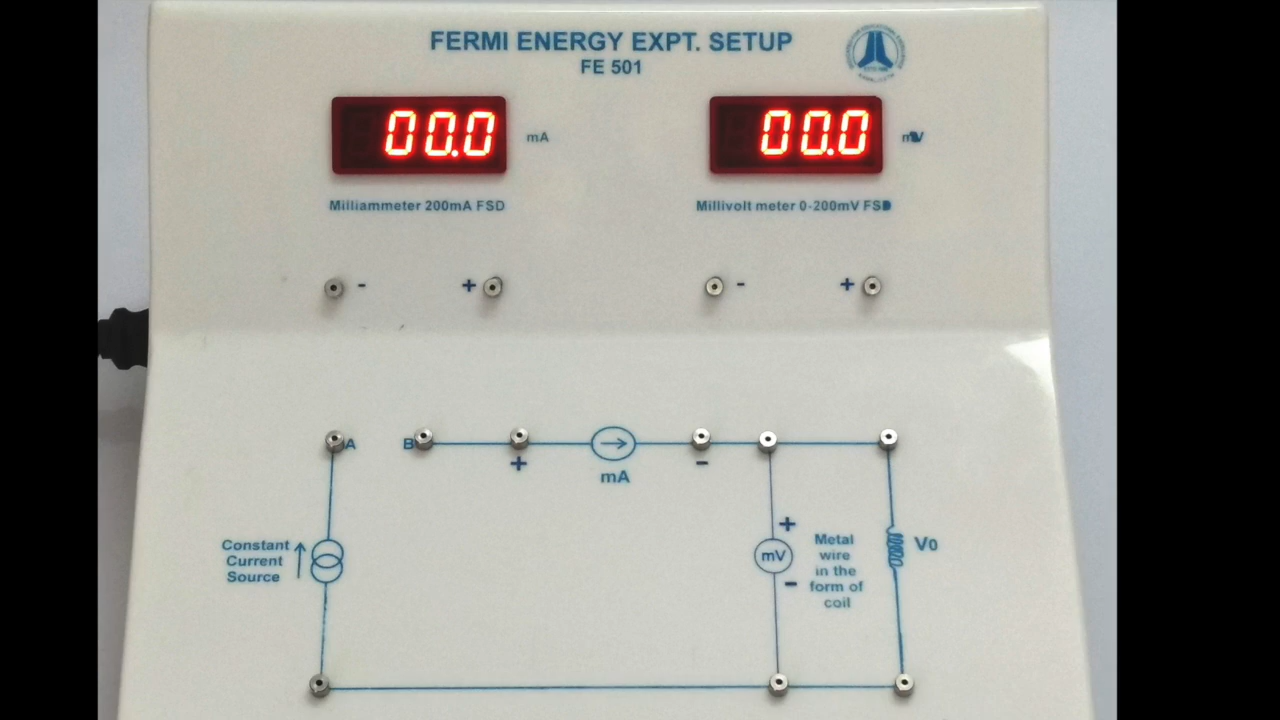 FERMI ENERGY EXPT. SETUP
FE 501
00.0 mA
00.0 mV
Milliammeter 200mA FSD
Millivolt meter 0-200mV FSD
- +
- +
A B
+ -
mA
Constant
Current
Source
+
mV
-
Metal
wire
in the
form of
coil
V0